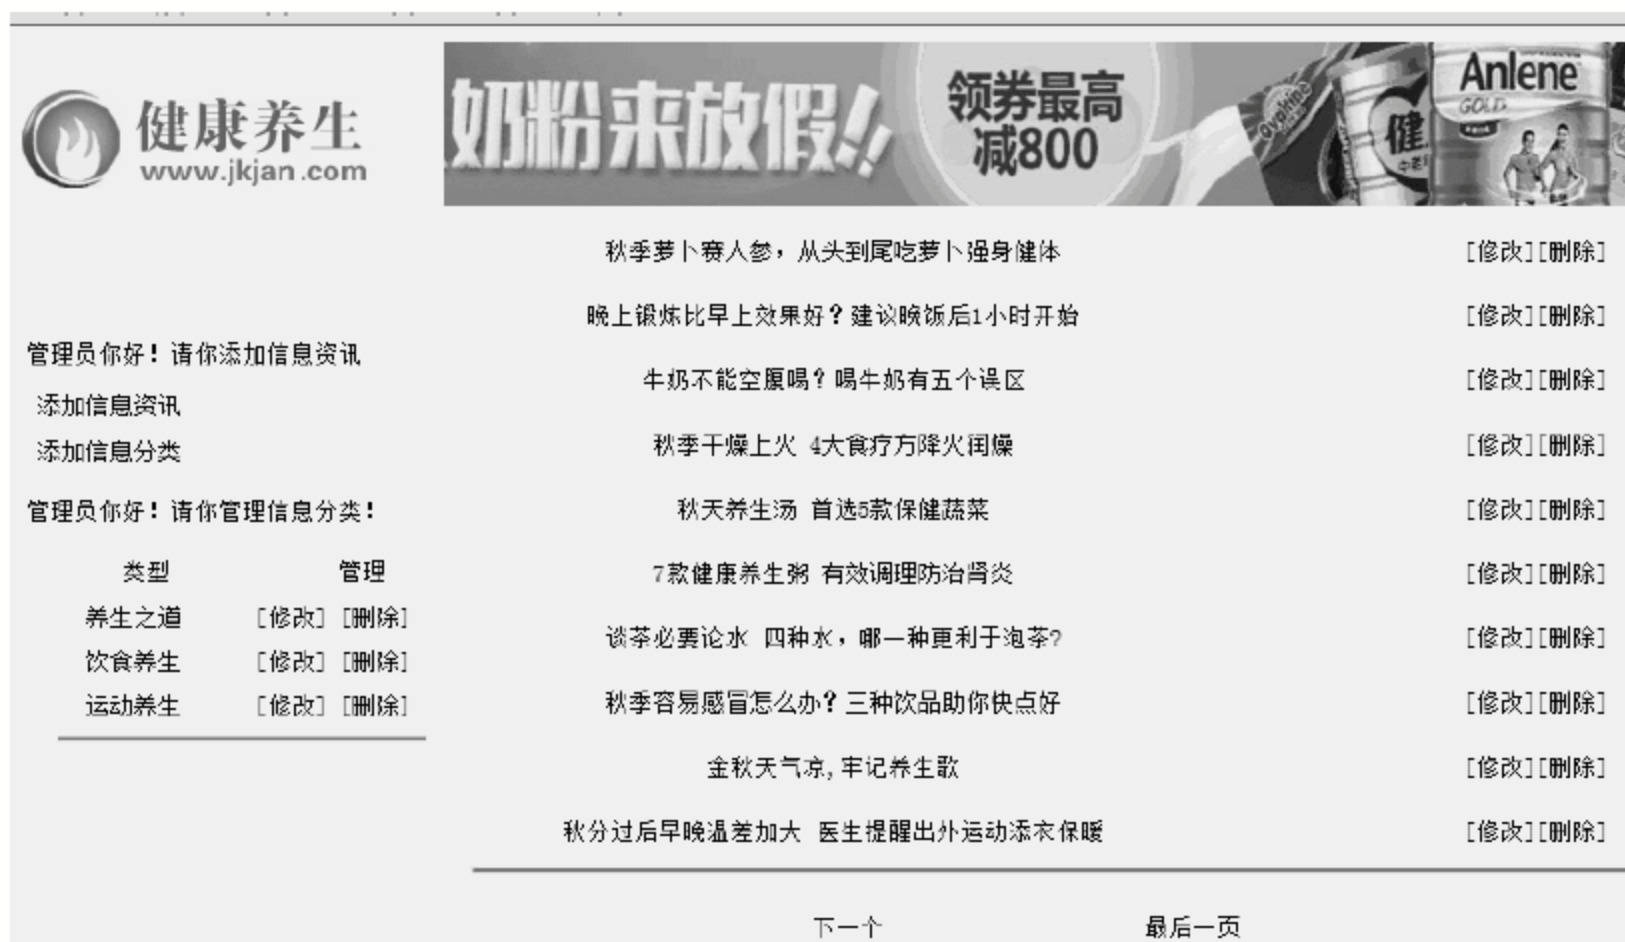 健康养生
www.jkjan.com
奶粉来放假!!
领券最高
减800
Anlene
GOLD
健
管理员你好！请你添加信息资讯
添加信息资讯
添加信息分类
管理员你好！请你管理信息分类！
类型 管理
养生之道 [修改] [删除]
饮食养生 [修改] [删除]
运动养生 [修改] [删除]
秋季萝卜赛人参，从头到尾吃萝卜强身健体 [修改][删除]
晚上锻炼比早上效果好？建议晚饭后1小时开始 [修改][删除]
牛奶不能空腹喝？喝牛奶有五个误区 [修改][删除]
秋季干燥上火 4大食疗方降火润燥 [修改][删除]
秋天养生汤 首选5款保健蔬菜 [修改][删除]
7款健康养生粥 有效调理防治肾炎 [修改][删除]
谈茶必要论水 四种水，哪一种更利于泡茶? [修改][删除]
秋季容易感冒怎么办？三种饮品助你快点好 [修改][删除]
金秋天气凉,牢记养生歌 [修改][删除]
秋分过后早晚温差加大 医生提醒出外运动添衣保暖 [修改][删除]
下一个 最后一页